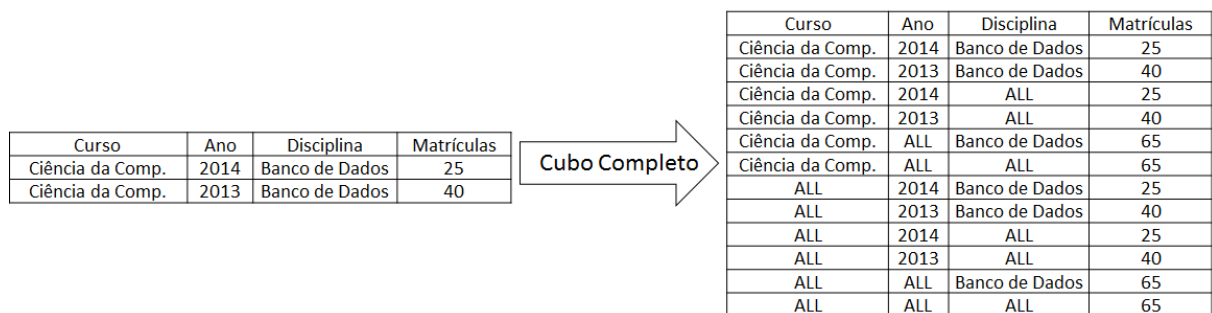 Curso Ano Disciplina Matrículas
Ciência da Comp. 2014 Banco de Dados 25
Ciência da Comp. 2013 Banco de Dados 40
Cubo Completo
Curso Ano Disciplina Matrículas
Ciência da Comp. 2014 Banco de Dados 25
Ciência da Comp. 2013 Banco de Dados 40
Ciência da Comp. 2014 ALL 25
Ciência da Comp. 2013 ALL 40
Ciência da Comp. ALL Banco de Dados 65
Ciência da Comp. ALL ALL 65
ALL 2014 Banco de Dados 25
ALL 2013 Banco de Dados 40
ALL 2014 ALL 25
ALL 2013 ALL 40
ALL ALL Banco de Dados 65
ALL ALL ALL 65